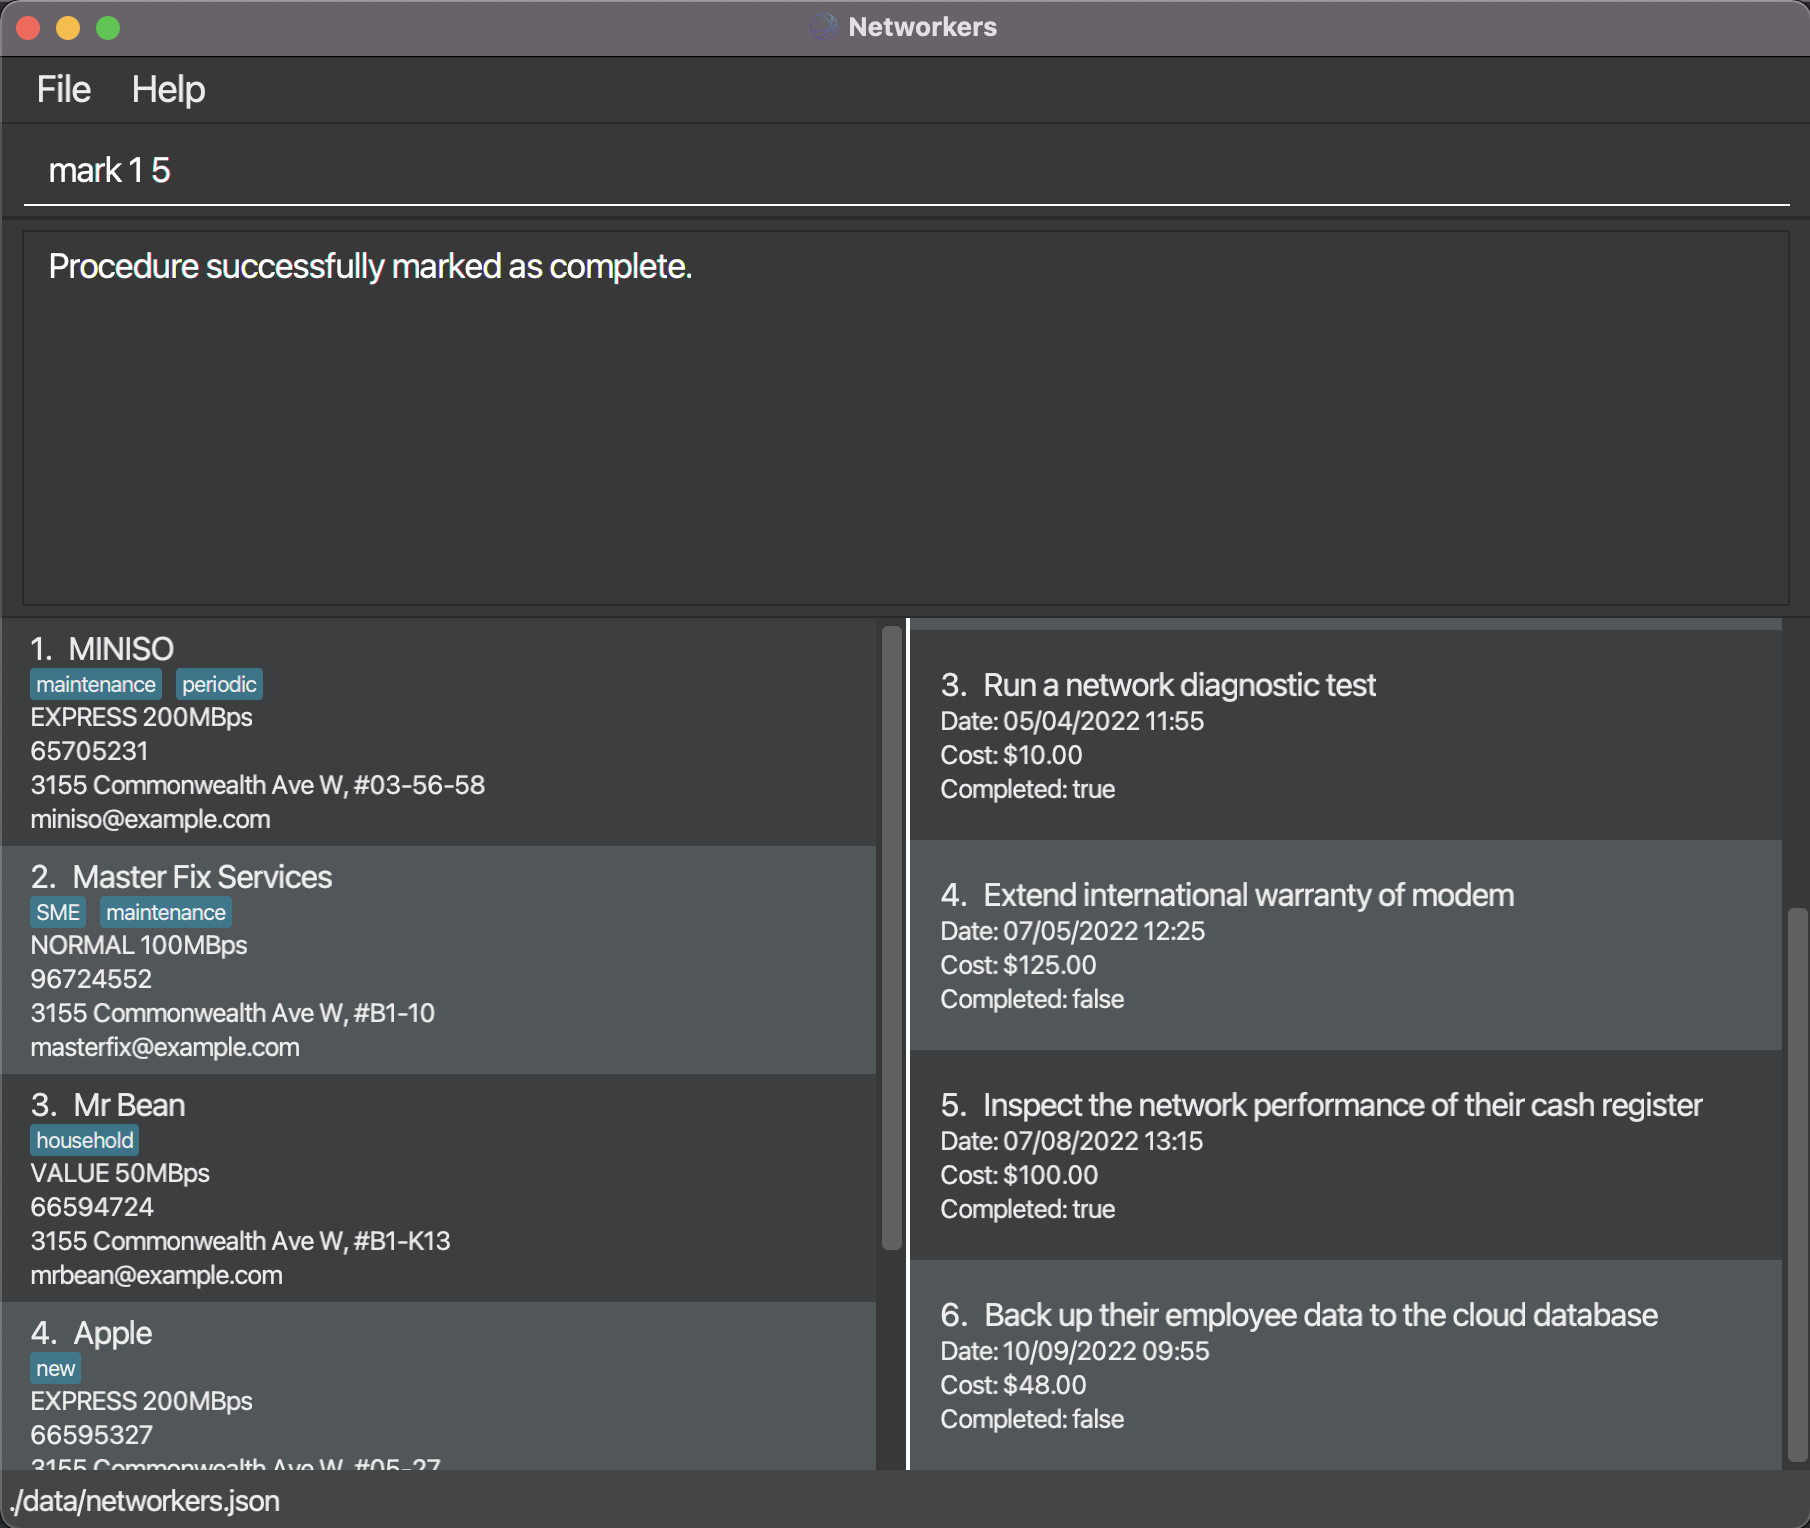 Networkers
File Help
mark 1 5
Procedure successfully marked as complete.
1. MINISO
maintenance periodic
EXPRESS 200MBps
65705231
3155 Commonwealth Ave W, #03-56-58
miniso@example.com
2. Master Fix Services
SME maintenance
NORMAL 100MBps
96724552
3155 Commonwealth Ave W, #B1-10
masterfix@example.com
3. Mr Bean
household
VALUE 50MBps
66594724
3155 Commonwealth Ave W, #B1-K13
mrbean@example.com
4. Apple
new
EXPRESS 200MBps
66595327
3155 Commonwealth Ave W, #05-27
3. Run a network diagnostic test
Date: 05/04/2022 11:55
Cost: $10.00
Completed: true
4. Extend international warranty of modem
Date: 07/05/2022 12:25
Cost: $125.00
Completed: false
5. Inspect the network performance of their cash register
Date: 07/08/2022 13:15
Cost: $100.00
Completed: true
6. Back up their employee data to the cloud database
Date: 10/09/2022 09:55
Cost: $48.00
Completed: false
./data/networkers.json